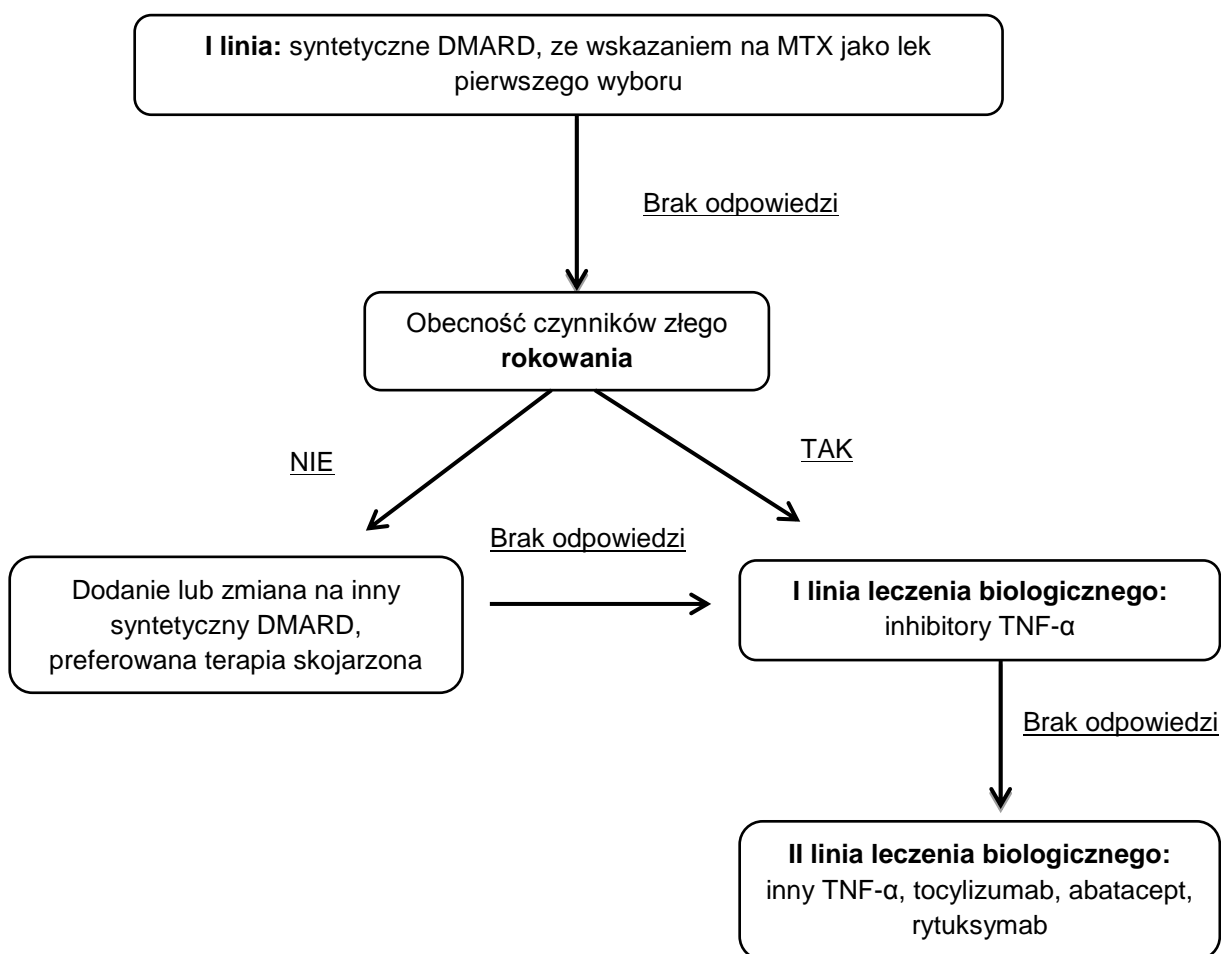 I linia: syntetyczne DMARD, ze wskazaniem na MTX jako lek
pierwszego wyboru
Brak odpowiedzi
Obecność czynników złego
rokowania
NIE
TAK
Brak odpowiedzi
Dodanie lub zmiana na inny
syntetyczny DMARD,
preferowana terapia skojarzona
I linia leczenia biologicznego:
inhibitory TNF-α
Brak odpowiedzi
II linia leczenia biologicznego:
inny TNF-α, tocylizumab, abatacept,
rytuksymab